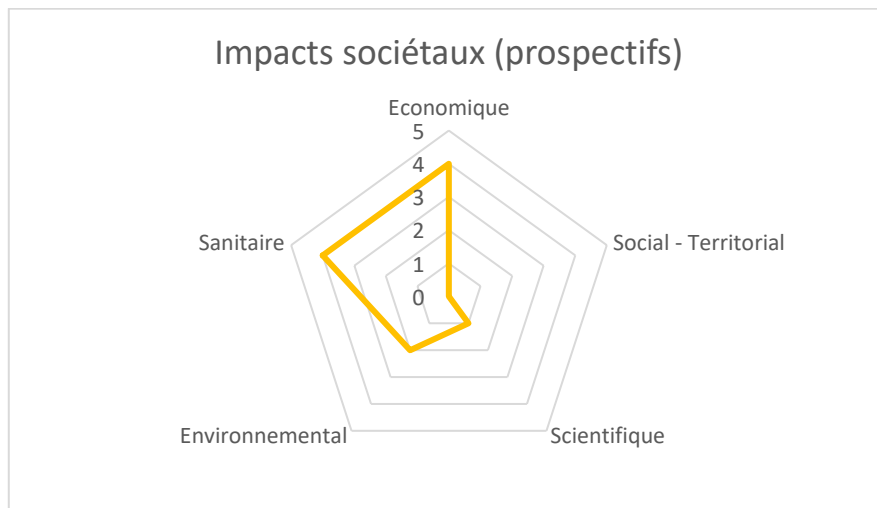 Impacts sociétaux (prospectifs)
Economique
5
4
3
2
1
0
Sanitaire
Social - Territorial
Environnemental
Scientifique